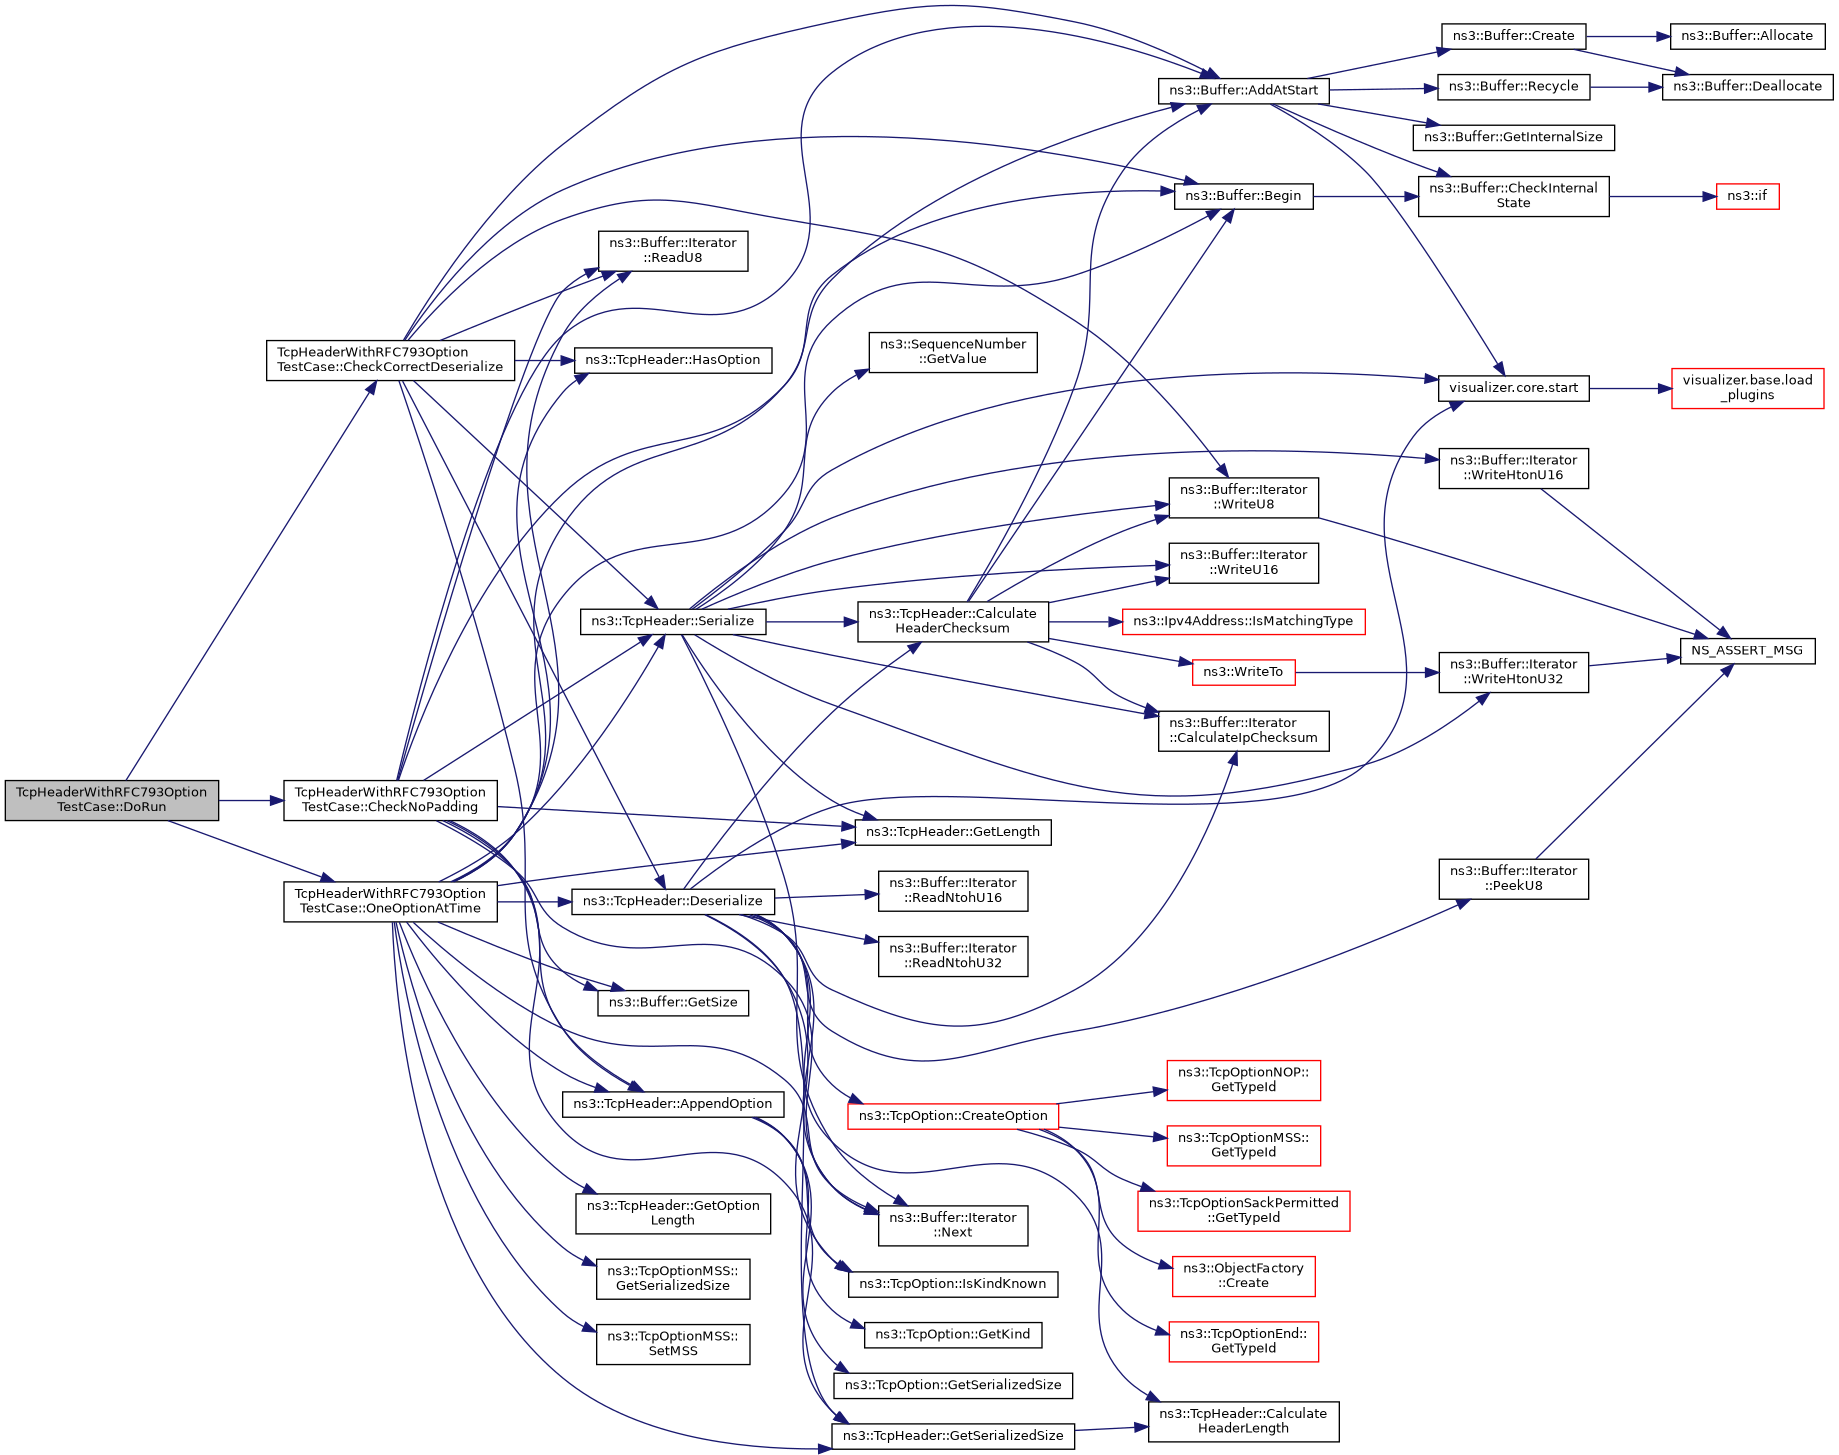 TcpHeaderWithRFC793Option
TestCase::DoRun
TcpHeaderWithRFC793Option
TestCase::CheckCorrectDeserialize
TcpHeaderWithRFC793Option
TestCase::CheckNoPadding
TcpHeaderWithRFC793Option
TestCase::OneOptionAtTime
ns3::Buffer::Iterator
::ReadU8
ns3::TcpHeader::HasOption
ns3::TcpHeader::Serialize
ns3::TcpHeader::Deserialize
ns3::Buffer::GetSize
ns3::TcpHeader::AppendOption
ns3::TcpHeader::GetOption
Length
ns3::TcpOptionMSS::
GetSerializedSize
ns3::TcpOptionMSS::
SetMSS
ns3::SequenceNumber
::GetValue
ns3::TcpHeader::Calculate
HeaderChecksum
ns3::TcpHeader::GetLength
ns3::Buffer::Iterator
::ReadNtohU16
ns3::Buffer::Iterator
::ReadNtohU32
ns3::TcpOption::CreateOption
ns3::Buffer::Iterator
::Next
ns3::TcpOption::IsKindKnown
ns3::TcpOption::GetKind
ns3::TcpOption::GetSerializedSize
ns3::TcpHeader::GetSerializedSize
ns3::Buffer::AddAtStart
ns3::Buffer::Begin
ns3::Buffer::Iterator
::WriteU8
ns3::Buffer::Iterator
::WriteU16
ns3::Ipv4Address::IsMatchingType
ns3::WriteTo
ns3::Buffer::Iterator
::CalculateIpChecksum
ns3::TcpOptionNOP::
GetTypeId
ns3::TcpOptionMSS::
GetTypeId
ns3::TcpOptionSackPermitted
::GetTypeId
ns3::ObjectFactory
::Create
ns3::TcpOptionEnd::
GetTypeId
ns3::TcpHeader::Calculate
HeaderLength
ns3::Buffer::Create
ns3::Buffer::Recycle
ns3::Buffer::GetInternalSize
ns3::Buffer::CheckInternal
State
visualizer.core.start
ns3::Buffer::Iterator
::WriteHtonU16
ns3::Buffer::Iterator
::WriteHtonU32
ns3::Buffer::Iterator
::PeekU8
ns3::Buffer::Allocate
ns3::Buffer::Deallocate
ns3::if
visualizer.base.load
_plugins
NS_ASSERT_MSG